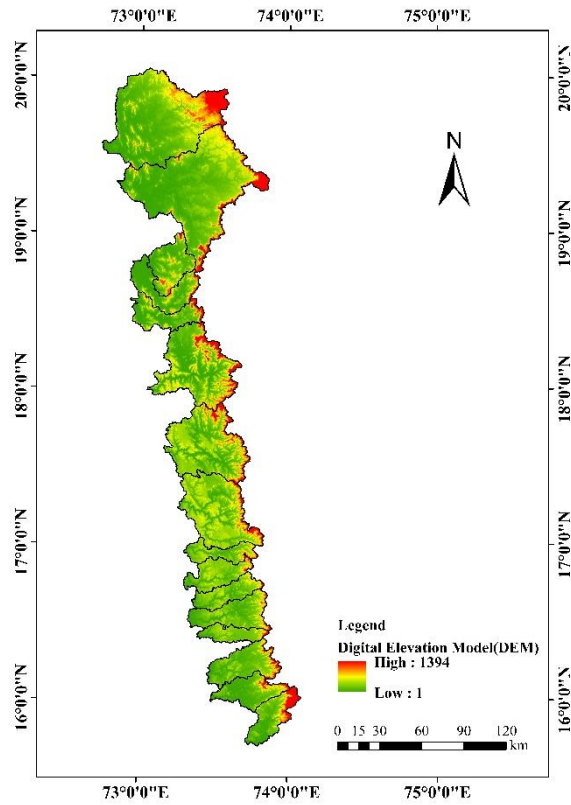 73°0'0"E 74°0'0"E 75°0'0"E
20°0'0"N 20°0'0"N
N
19°0'0"N 19°0'0"N
18°0'0"N 18°0'0"N
17°0'0"N 17°0'0"N
Legend
Digital Elevation Model(DEM)
High : 1394
Low : 1
16°0'0"N 16°0'0"N
0 15 30 60 90 120
km
73°0'0"E 74°0'0"E 75°0'0"E